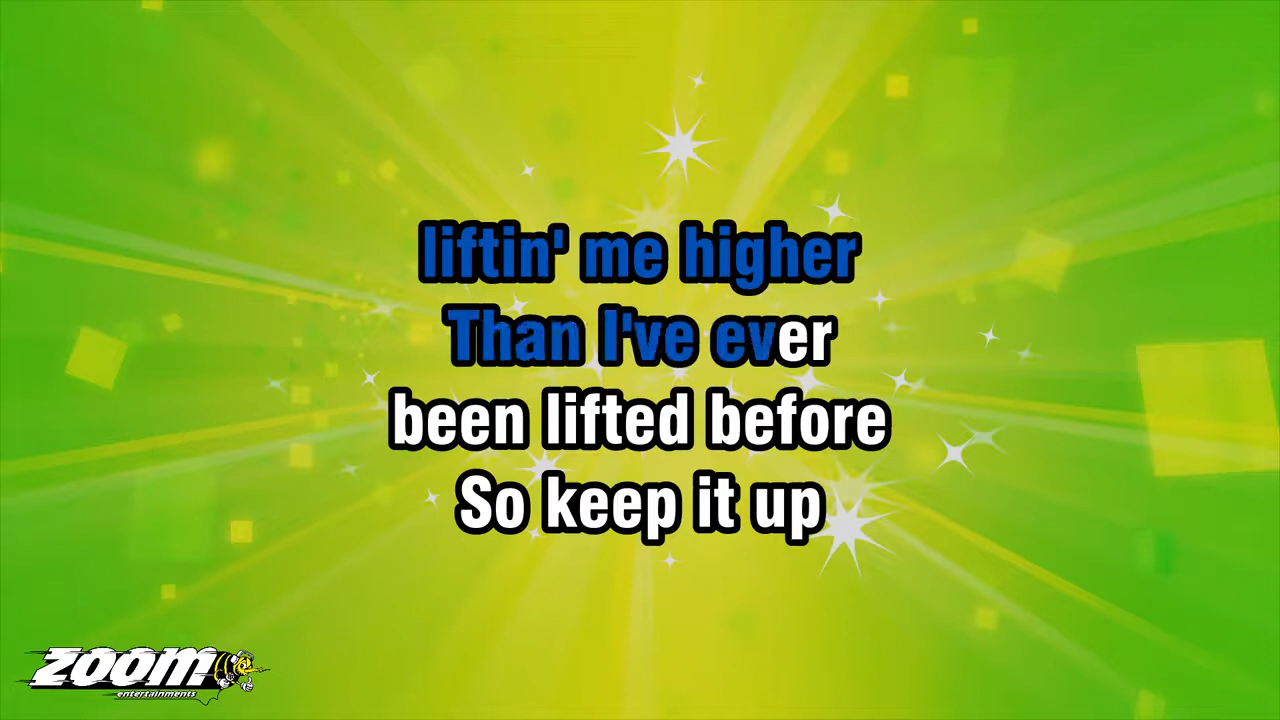 liftin' me higher
Than I've ever
been lifted before
So keep it up
ZOOM
entertainments